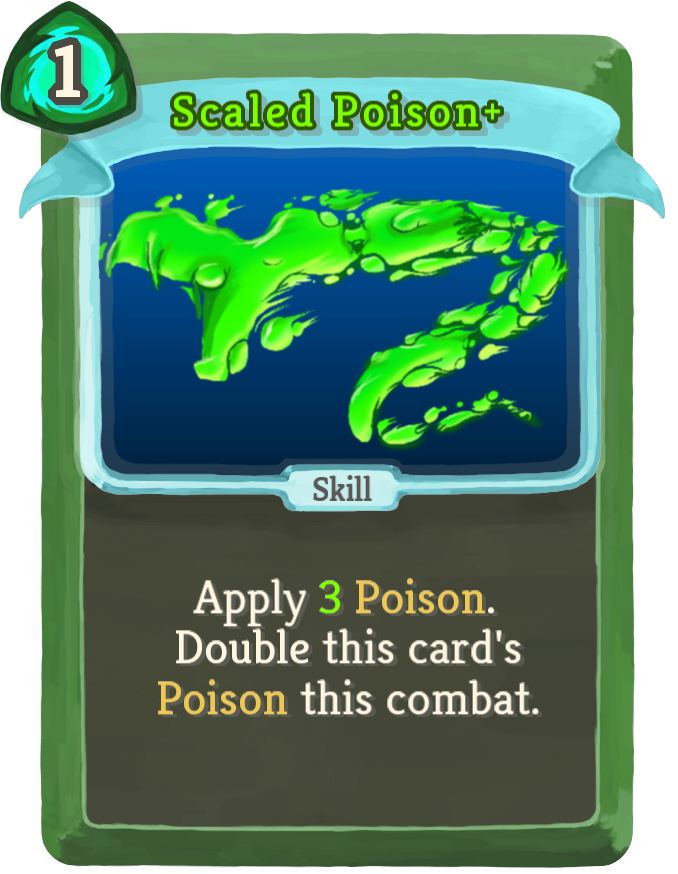 1
Scaled Poison+
Skill
Apply 3 Poison.
Double this card's
Poison this combat.